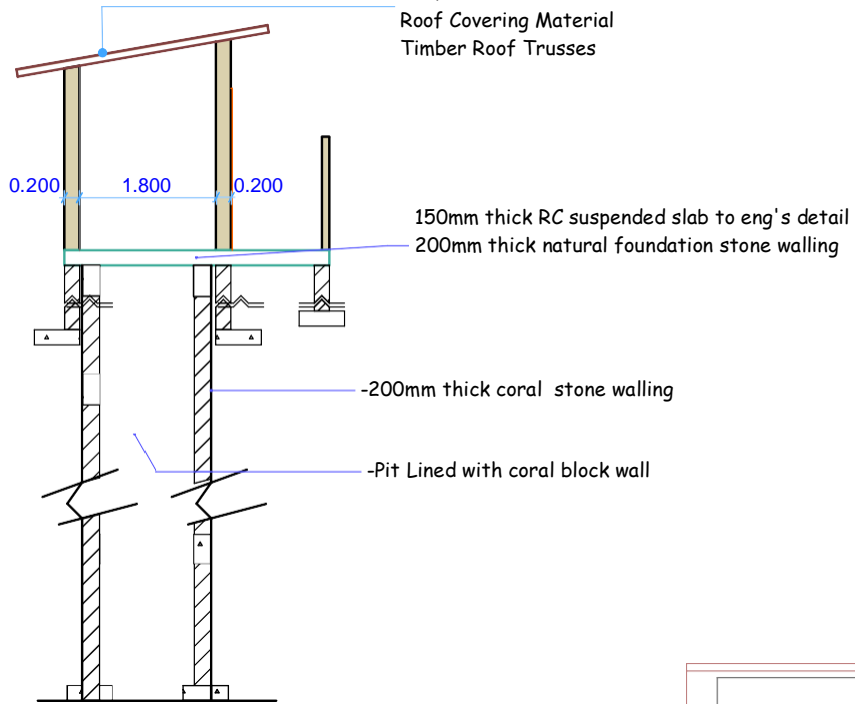 Roof Covering Material
Timber Roof Trusses
0.200 1.800 0.200
150mm thick RC suspended slab to eng's detail
200mm thick natural foundation stone walling
-200mm thick coral stone walling
-Pit Lined with coral block wall